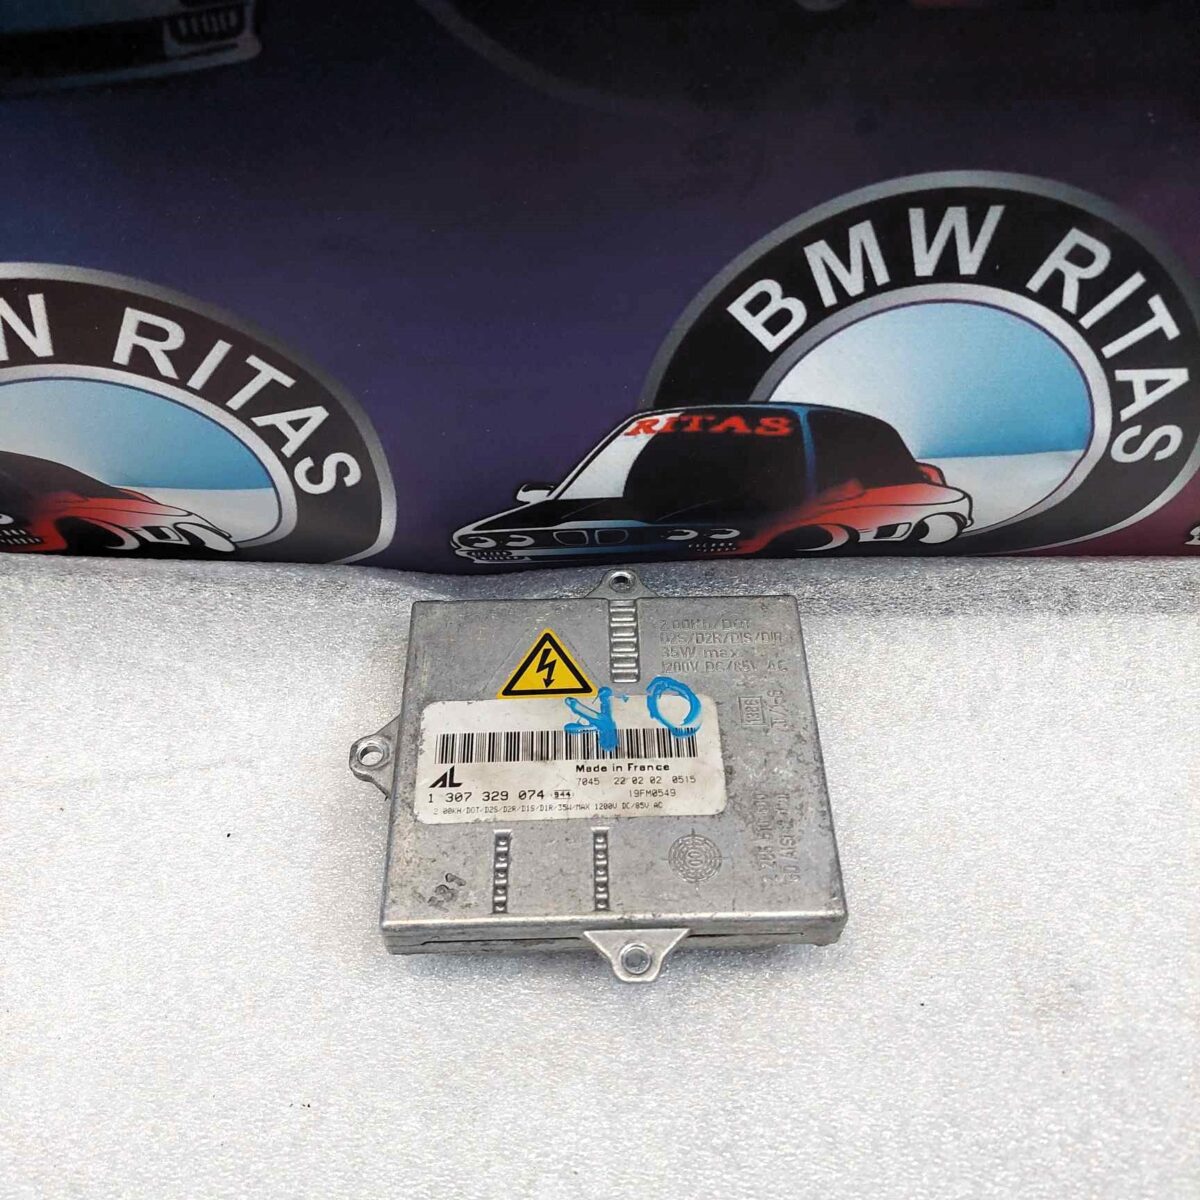 N RITAS
BMW RITAS
RITAS
2.00KH/DOT
D2S/D2R/D1S/D1R
35W max
1200V DC/85V AC
O.K
Made in France
7045 22 02 02 0515
AL
1 307 329 074 944
19FM0549
2.00KH/DOT-D2S/D2R/D1S/D1R/35W/MAX 1200V DC/85V AC